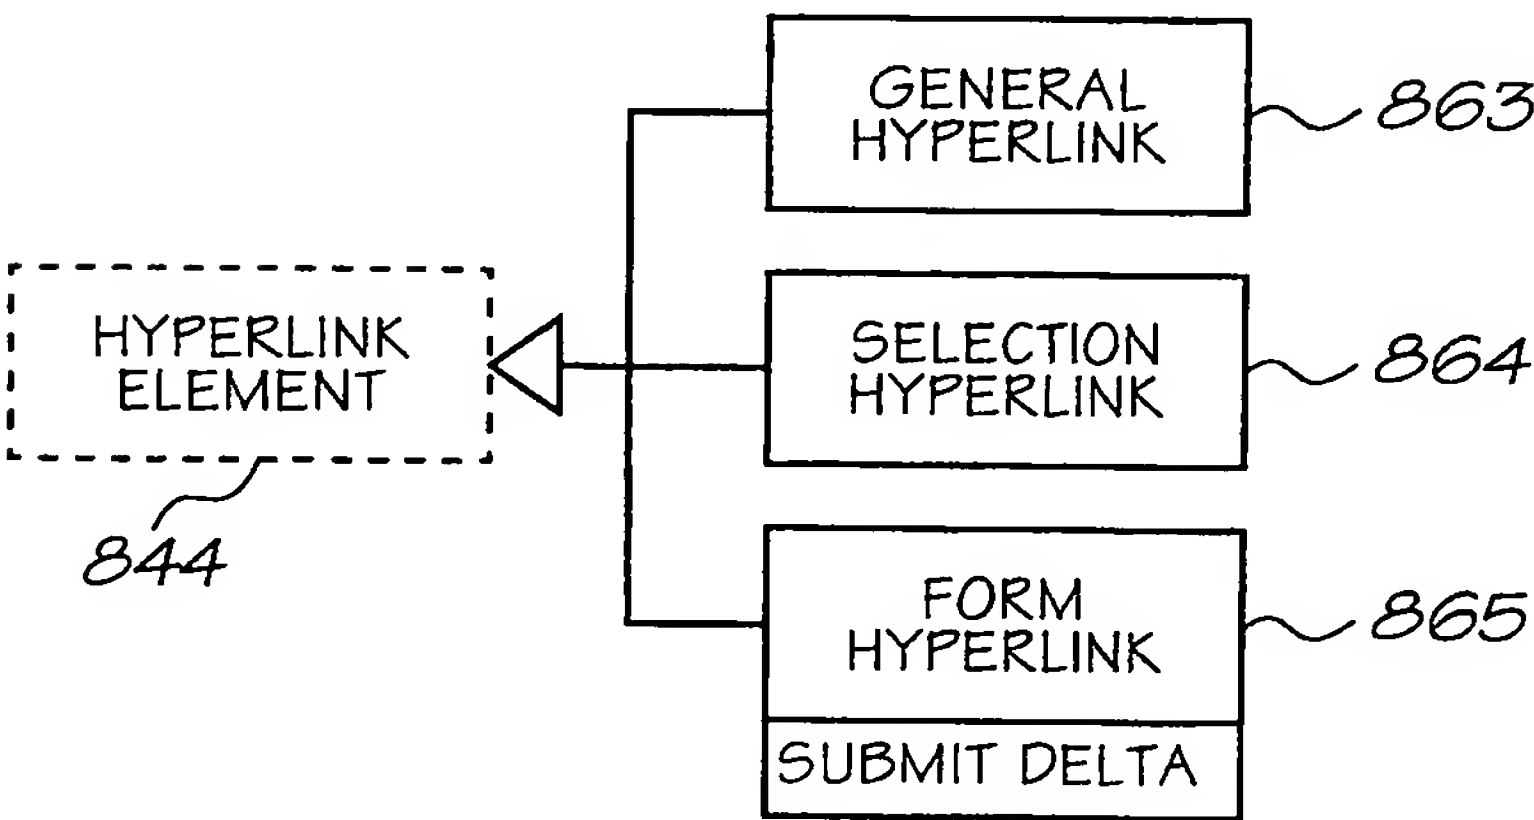 GENERAL
HYPERLINK
863
HYPERLINK
ELEMENT
844
SELECTION
HYPERLINK
864
FORM
HYPERLINK
865
SUBMIT DELTA